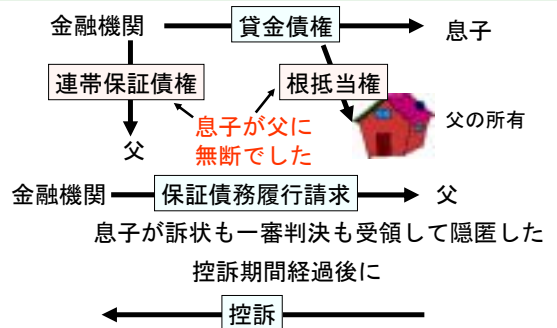 金融機関 貸金債権 息子
連帯保証債権 根抵当権
息子が父に
無断でした
父の所有
父
金融機関 保証債務履行請求 父
息子が訴状も一審判決も受領して隠匿した
控訴期間経過後に
控訴